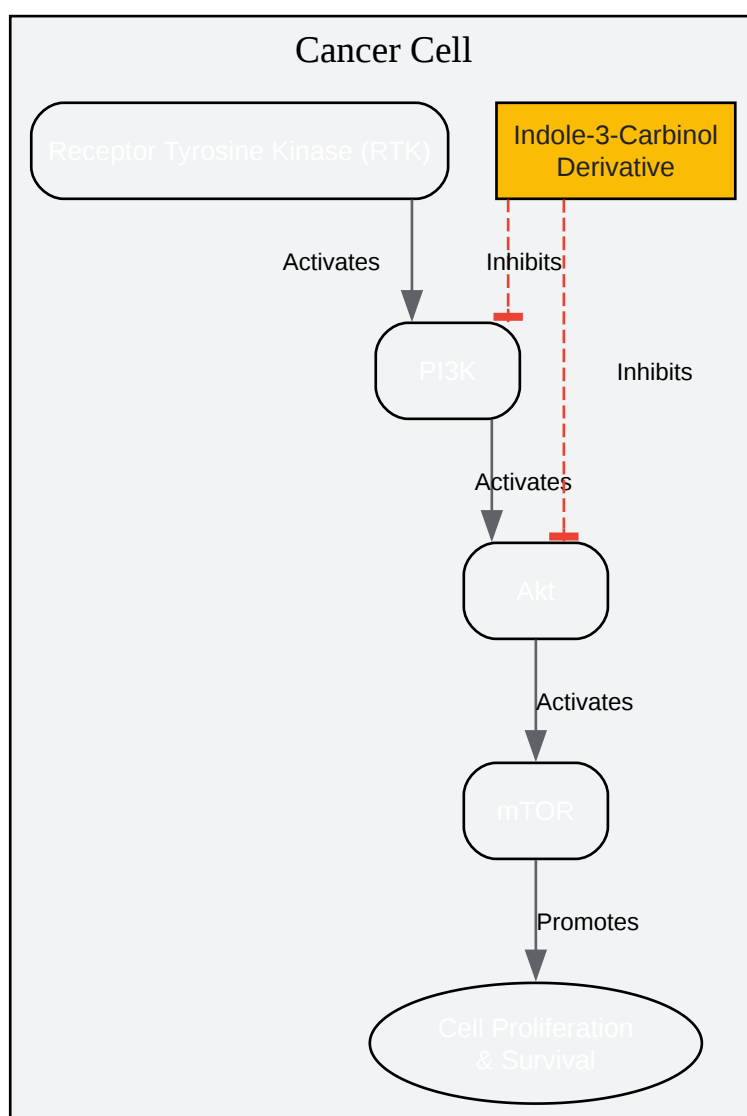 Cancer Cell
Receptor Tyrosine Kinase (RTK)
Indole-3-Carbinol
Derivative
Activates
Inhibits
PI3K
Inhibits
Activates
Akt
Activates
mTOR
Promotes
Cell Proliferation
& Survival